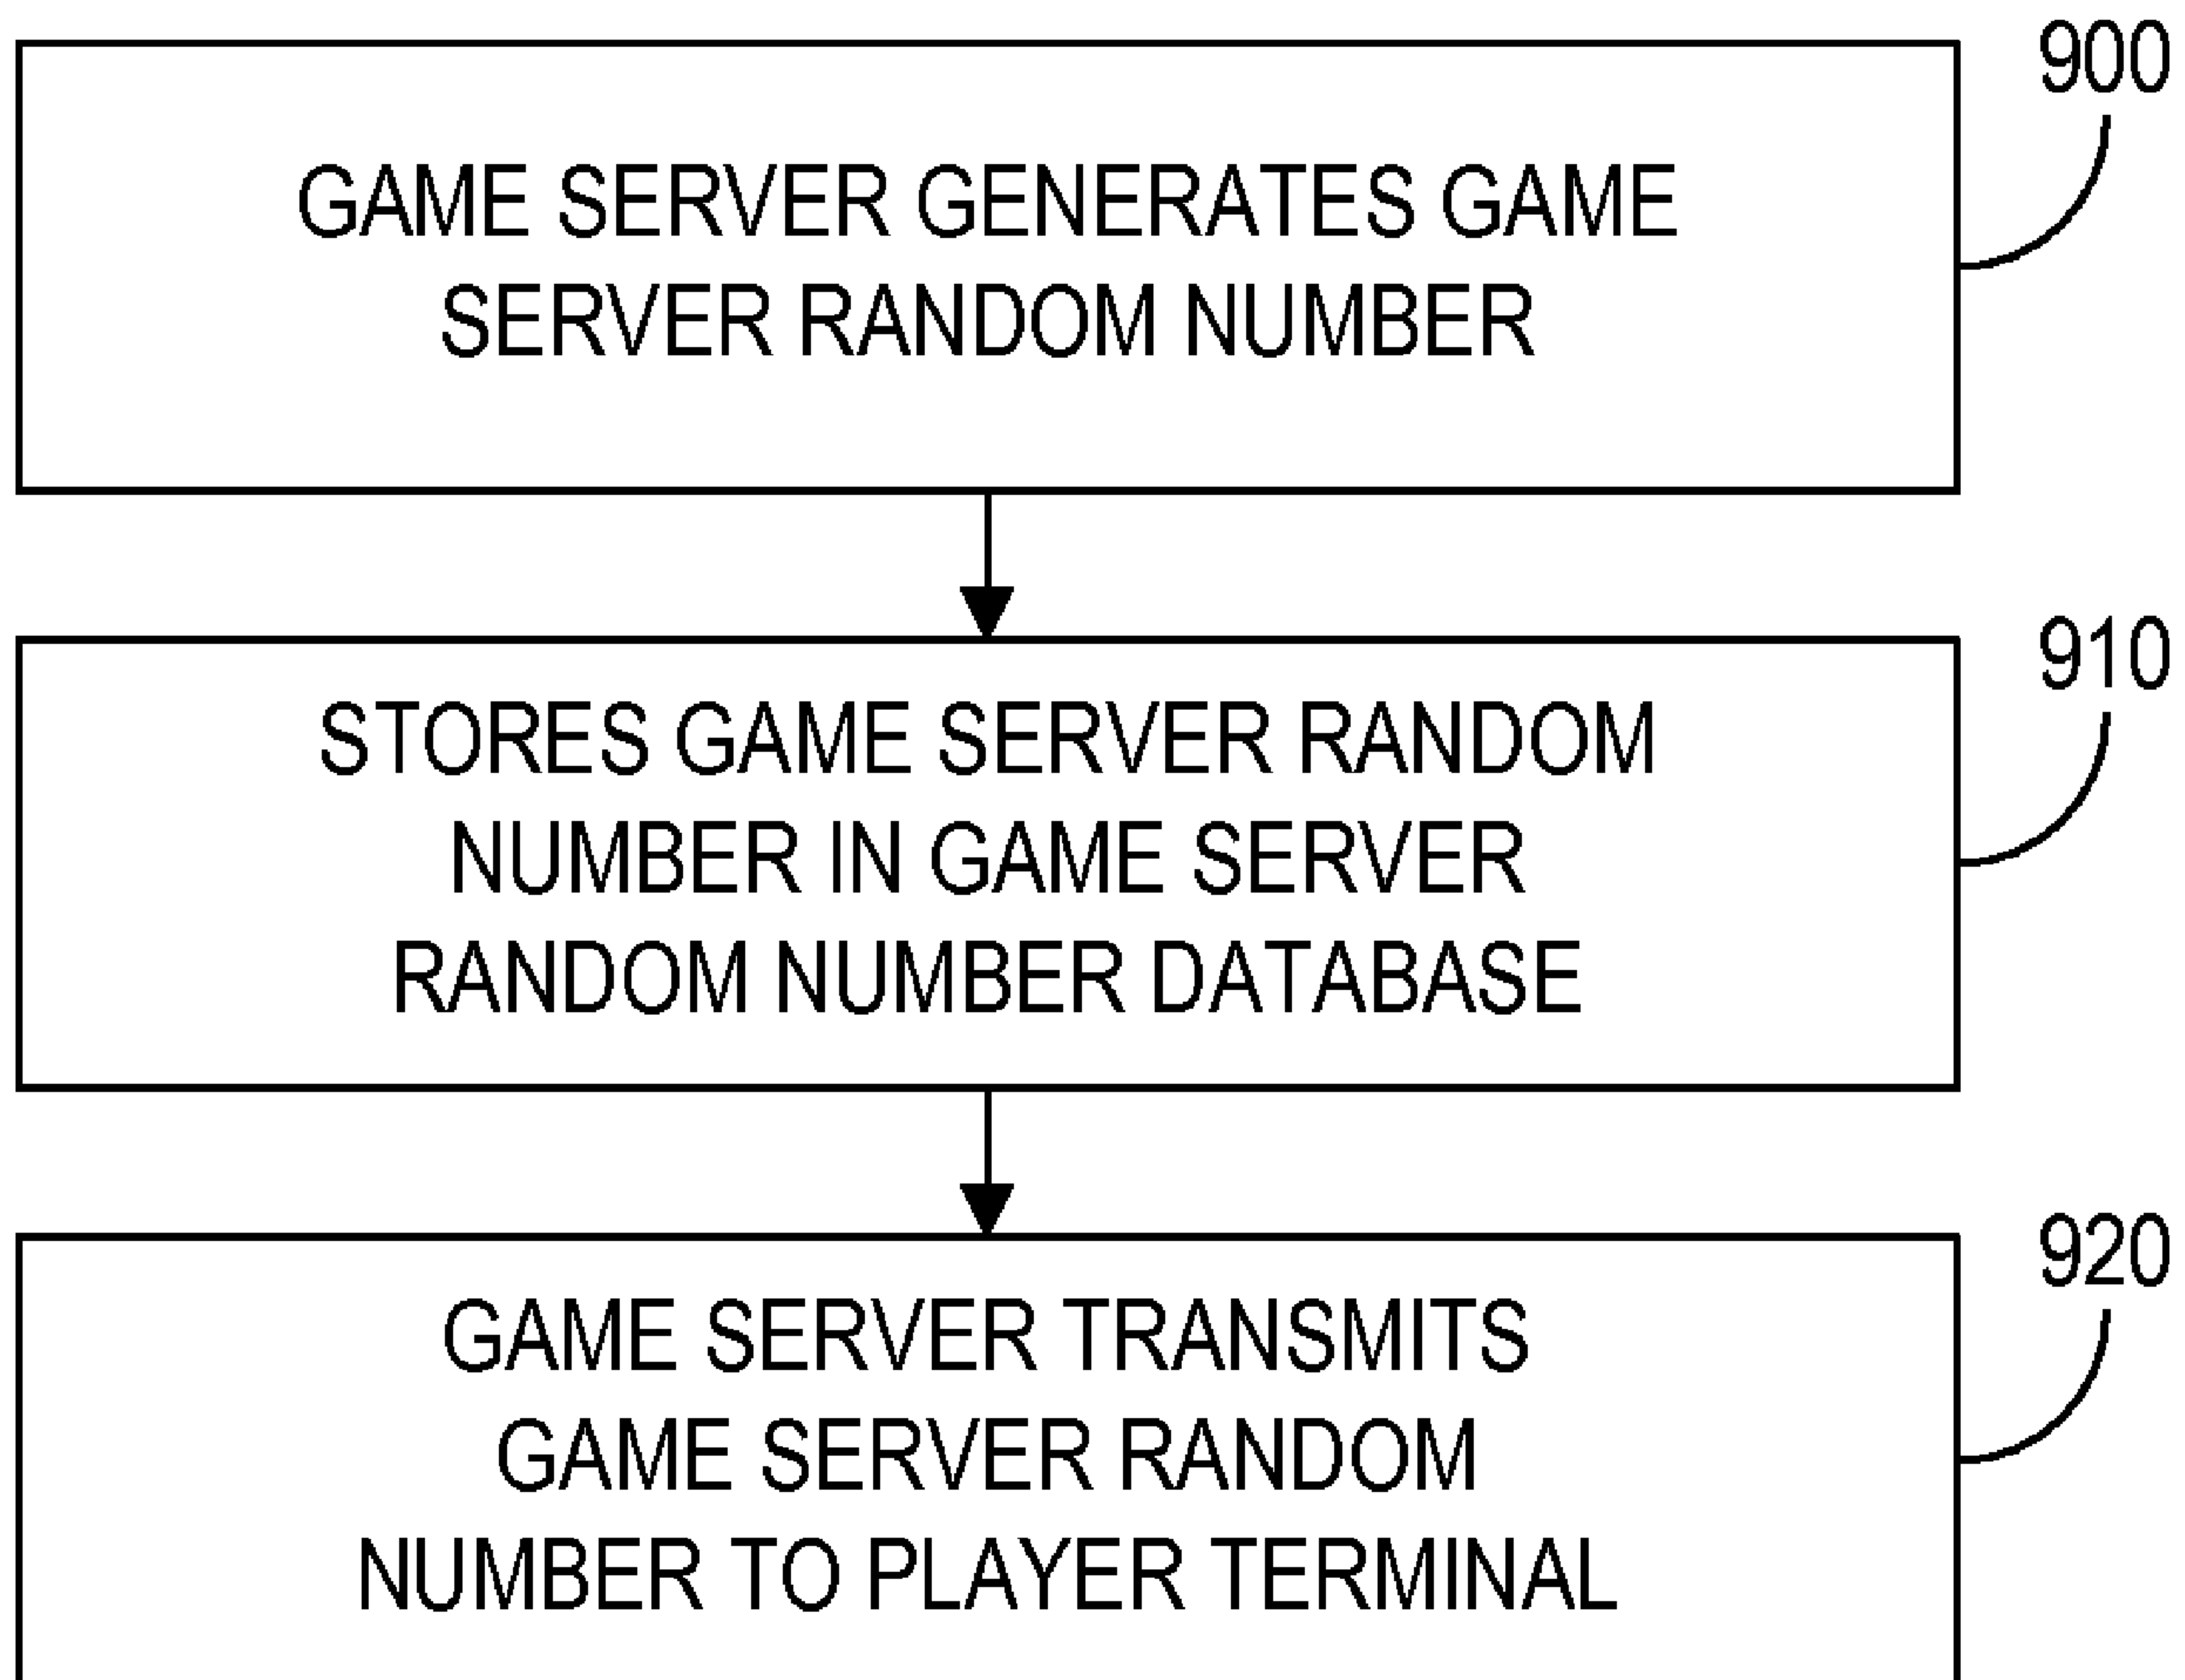 900
GAME SERVER GENERATES GAME
SERVER RANDOM NUMBER
910
STORES GAME SERVER RANDOM
NUMBER IN GAME SERVER
RANDOM NUMBER DATABASE
920
GAME SERVER TRANSMITS
GAME SERVER RANDOM
NUMBER TO PLAYER TERMINAL